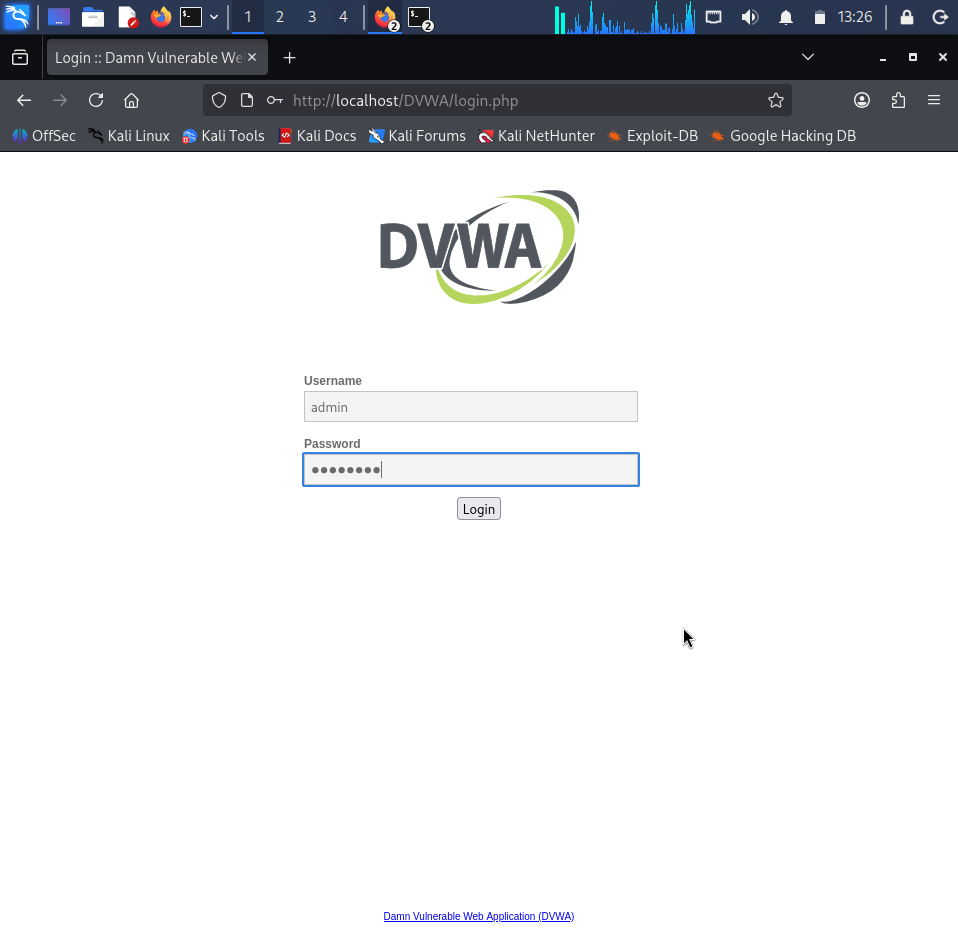 1 2 3 4 2 2 13:26
Login :: Damn Vulnerable We
http://localhost/DVWA/login.php
OffSec Kali Linux Kali Tools Kali Docs Kali Forums Kali NetHunter Exploit-DB Google Hacking DB
DVWA
Username
admin
Password
Login
Damn Vulnerable Web Application (DVWA)